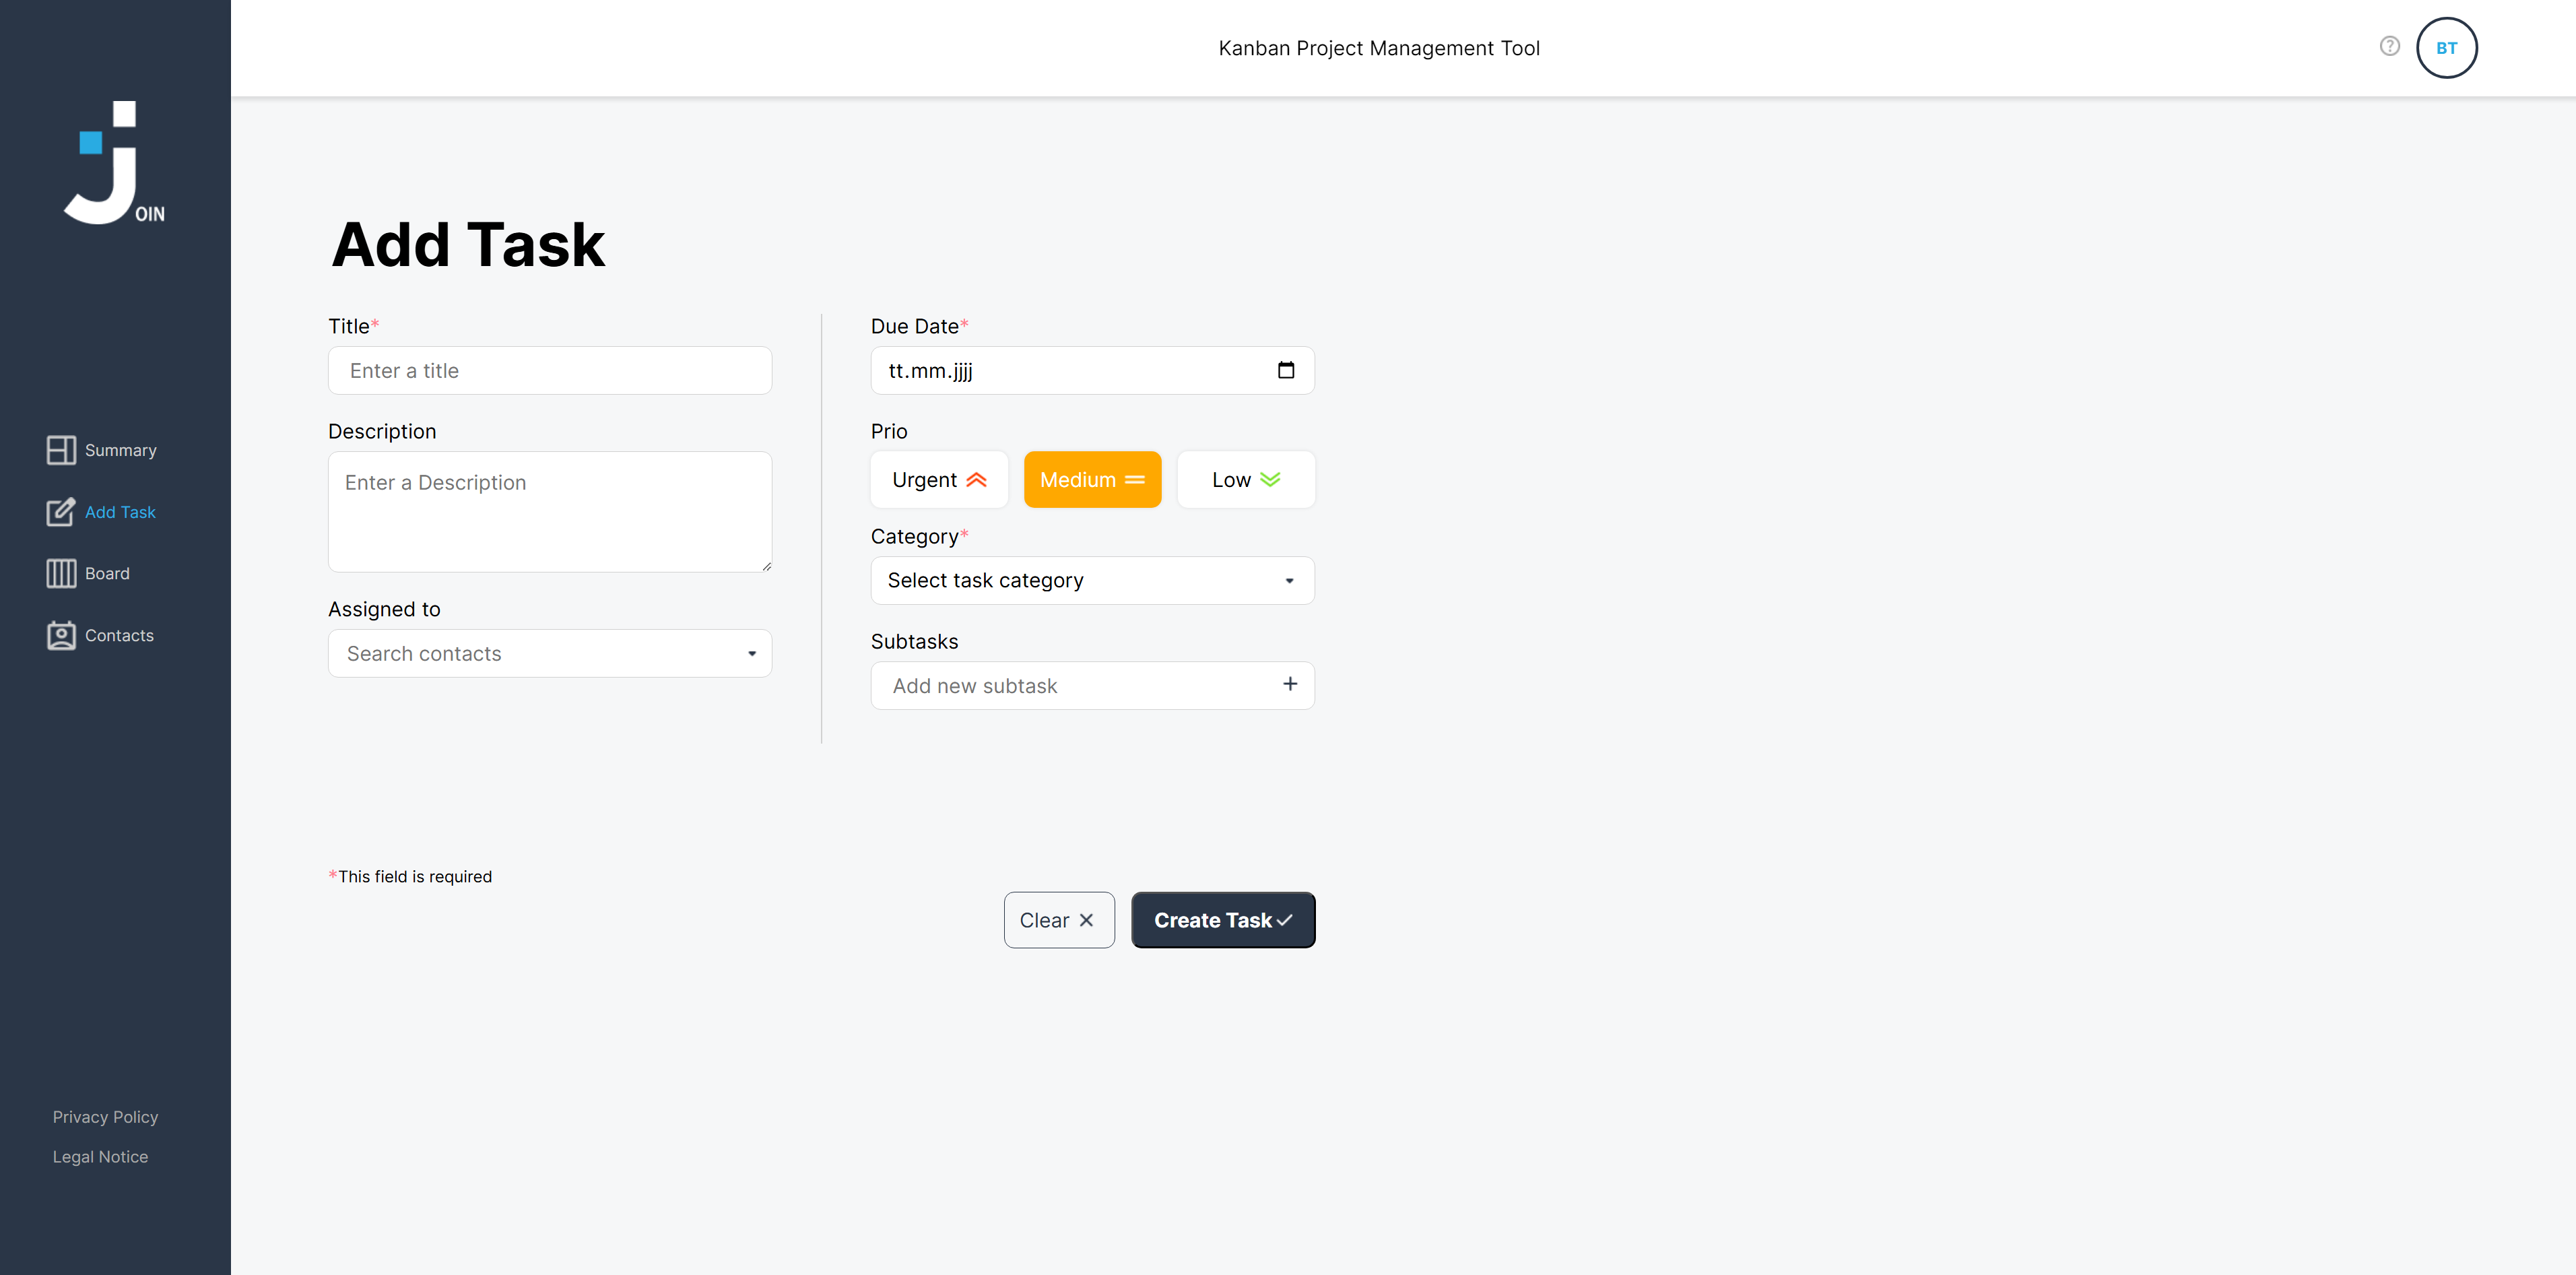 Kanban Project Management Tool
?
BT
JOIN
Summary
Add Task
Board
Contacts
Privacy Policy
Legal Notice
Add Task
Title*
Enter a title
Description
Enter a Description
Assigned to
Search contacts
Due Date*
tt.mm.jjjj
Prio
Urgent
Medium
Low
Category*
Select task category
Subtasks
Add new subtask
*This field is required
Clear
Create Task